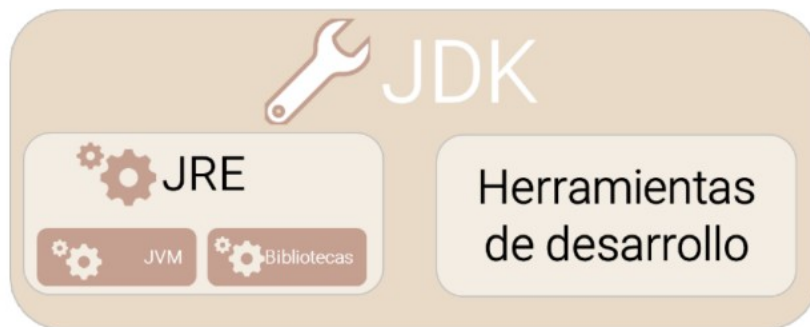 JDK
JRE
JVM
Bibliotecas
Herramientas
de desarrollo